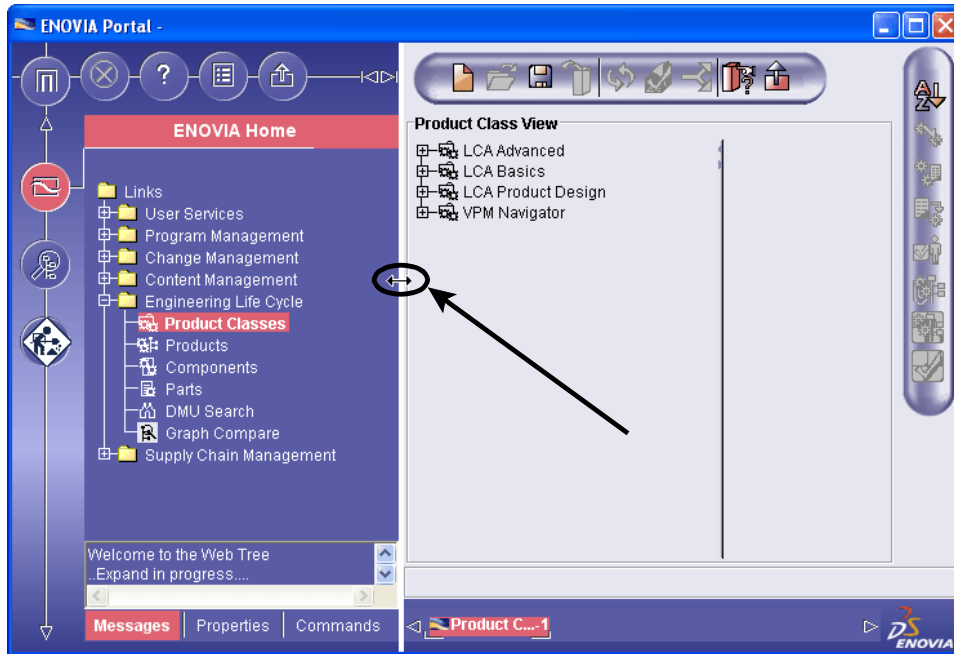 ENOVIA Portal -
?
ENOVIA Home
Links
User Services
Program Management
Change Management
Content Management
Engineering Life Cycle
Product Classes
Products
Components
Parts
DMU Search
Graph Compare
Supply Chain Management
Welcome to the Web Tree
..Expand in progress....
Messages
Properties
Commands
Product Class View
LCA Advanced
LCA Basics
LCA Product Design
VPM Navigator
AZ
Product C...-1
ENOVIA